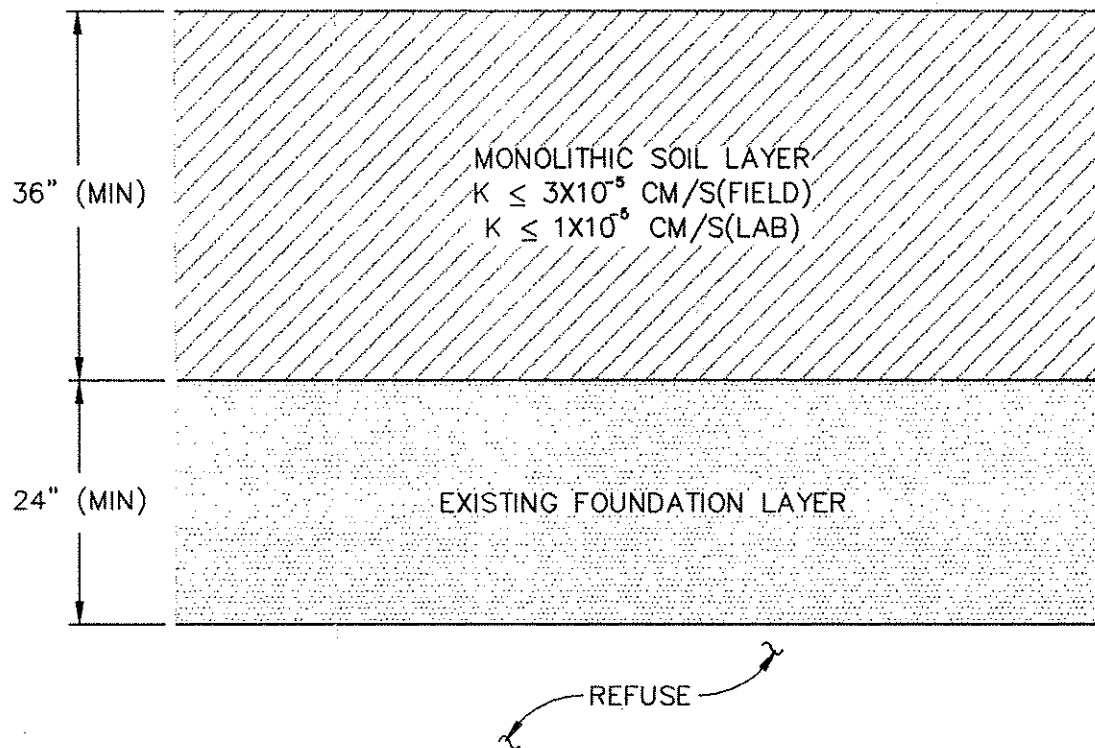 MONOLITHIC SOIL LAYER
K ≤ 3X10⁻⁵ CM/S(FIELD)
K ≤ 1X10⁻⁵ CM/S(LAB)
36" (MIN)
24" (MIN)
EXISTING FOUNDATION LAYER
REFUSE